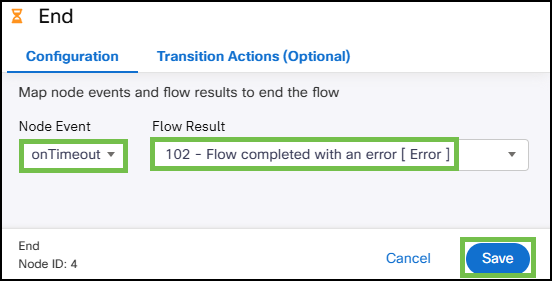 End
Configuration Transition Actions (Optional)
Map node events and flow results to end the flow
Node Event Flow Result
onTimeout 102 - Flow completed with an error [ Error ]
End
Node ID: 4
Cancel Save